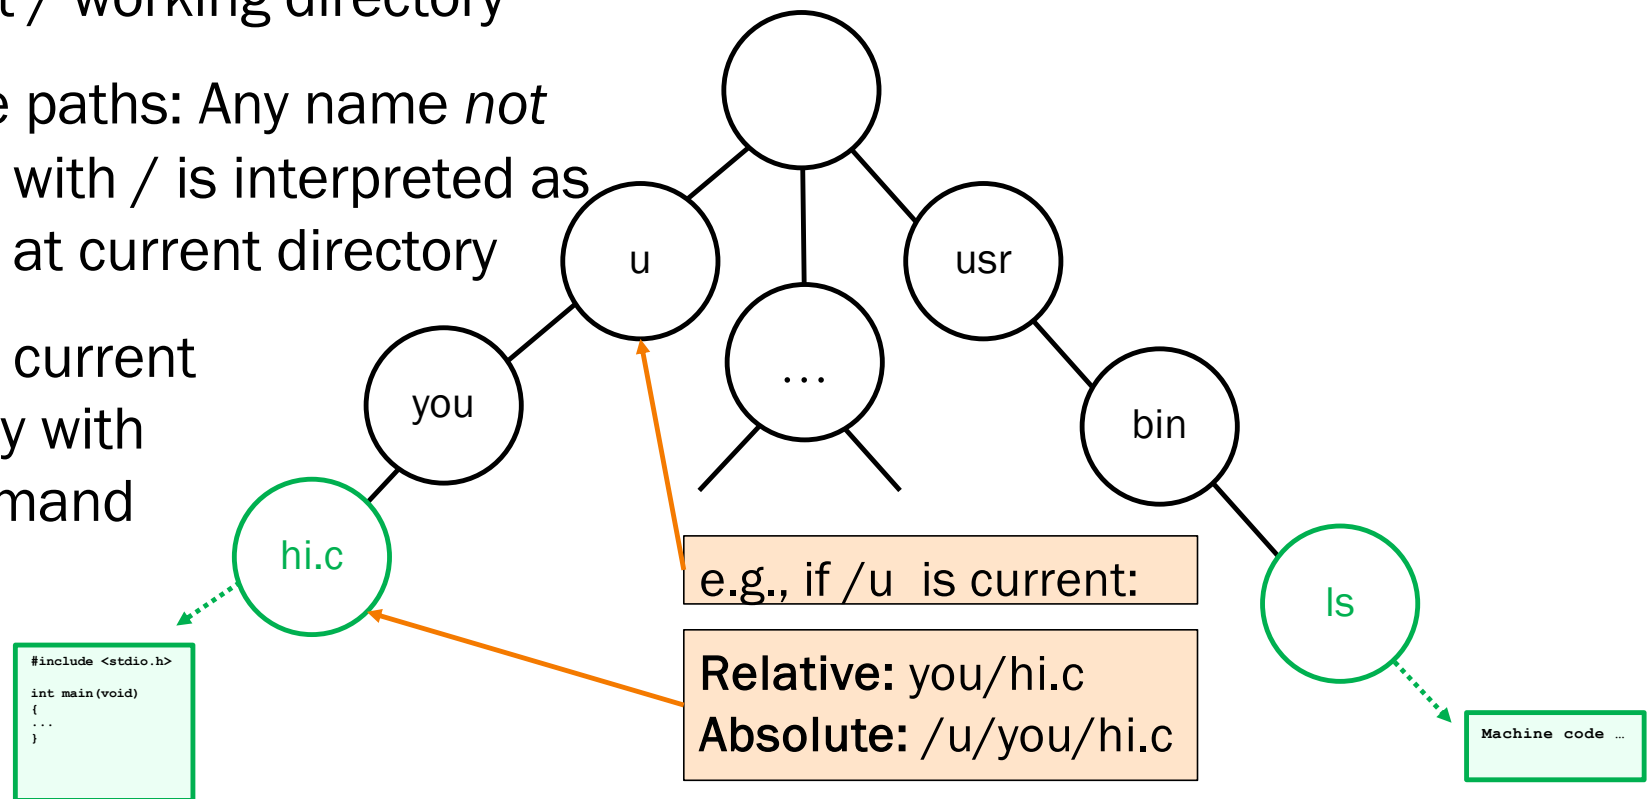 t / working directory
e paths: Any name not
with / is interpreted as
at current directory
current
y with
mand
u
usr
you
...
bin
hi.c
ls
e.g., if /u is current:
Relative: you/hi.c
Absolute: /u/you/hi.c
#include <stdio.h>
int main(void)
{
...
}
Machine code …